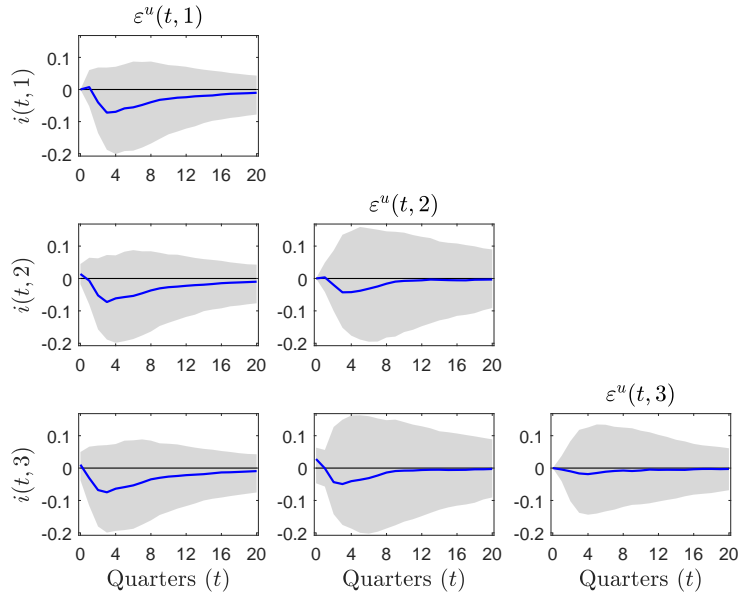 εᵘ(t, 1)
i(t, 1)
0.1
0
-0.1
-0.2
0 4 8 12 16 20
εᵘ(t, 2)
i(t, 2)
0.1
0
-0.1
-0.2
0 4 8 12 16 20
0.1
0
-0.1
-0.2
0 4 8 12 16 20
εᵘ(t, 3)
i(t, 3)
0.1
0
-0.1
-0.2
0 4 8 12 16 20
Quarters (t)
0.1
0
-0.1
-0.2
0 4 8 12 16 20
Quarters (t)
0.1
0
-0.1
-0.2
0 4 8 12 16 20
Quarters (t)